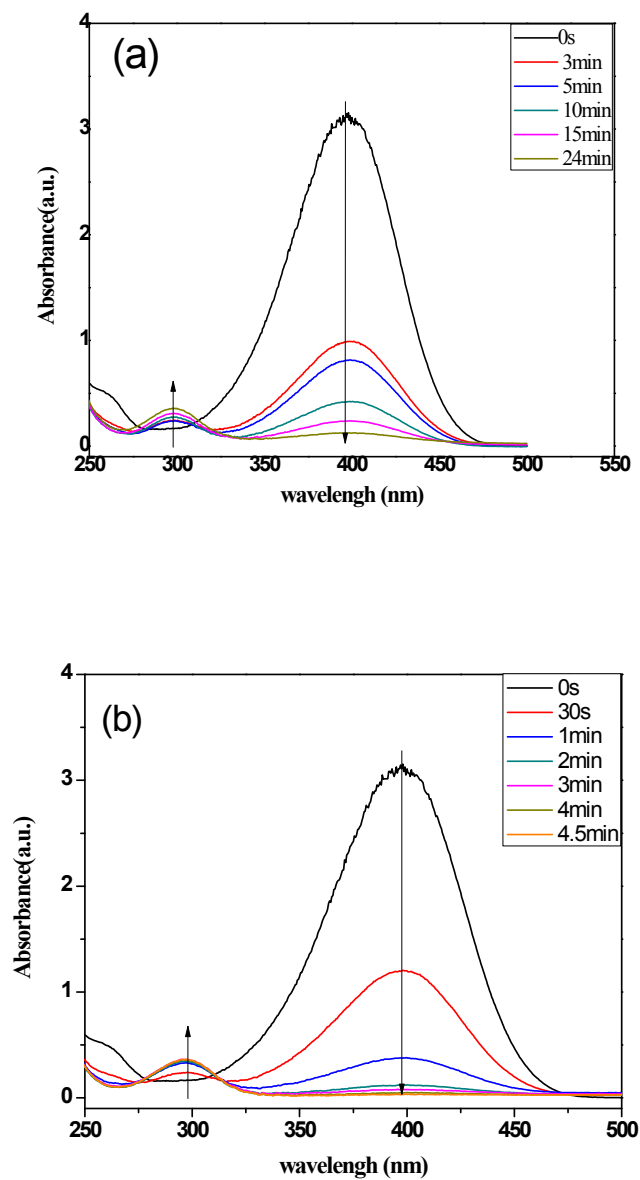 4
3
2
1
0
Absorbance(a.u.)
(a)
0s
3min
5min
10min
15min
24min
250 300 350 400 450 500 550
wavelengh (nm)
4
3
2
1
0
Absorbance(a.u.)
(b)
0s
30s
1min
2min
3min
4min
4.5min
250 300 350 400 450 500
wavelengh (nm)